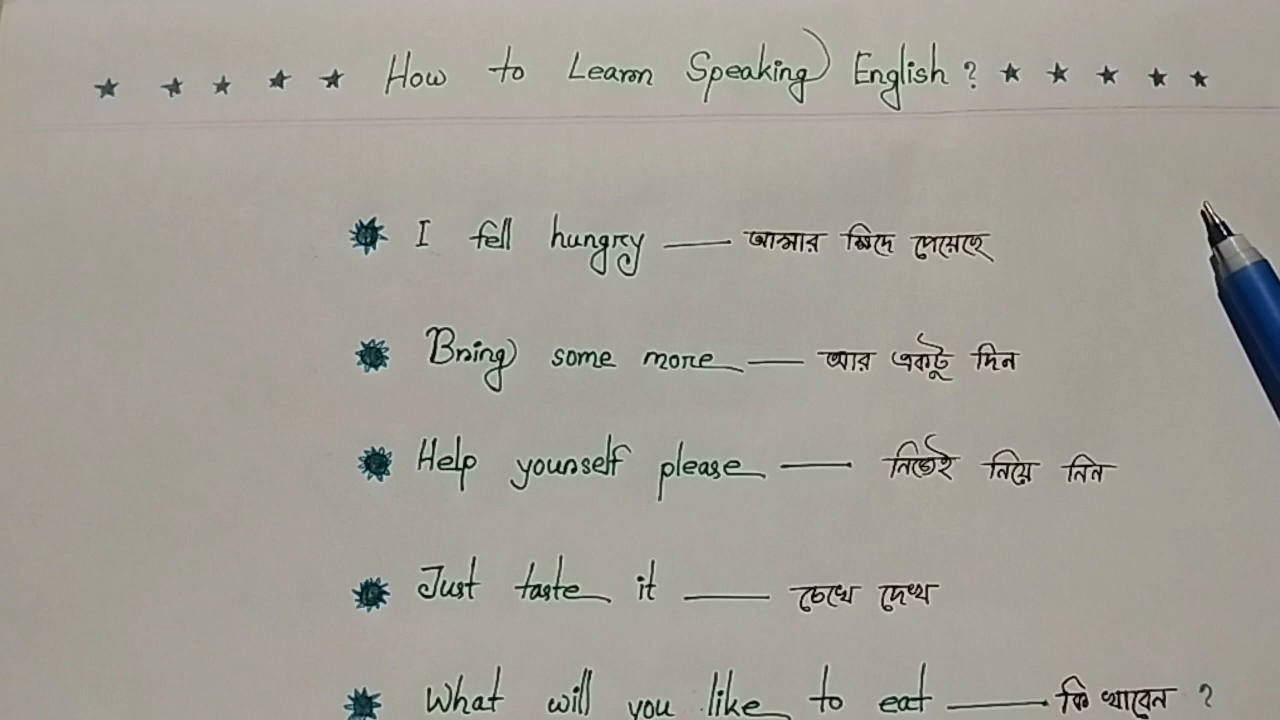 How to Learn Speaking English ?
I fell hungry — আমার খিদে পেয়েছে
Bring some more — আর একটু দিন
Help yourself please — নিজেই নিয়ে নিন
Just taste it — চেখে দেখ
What will you like to eat — কি খাবেন ?